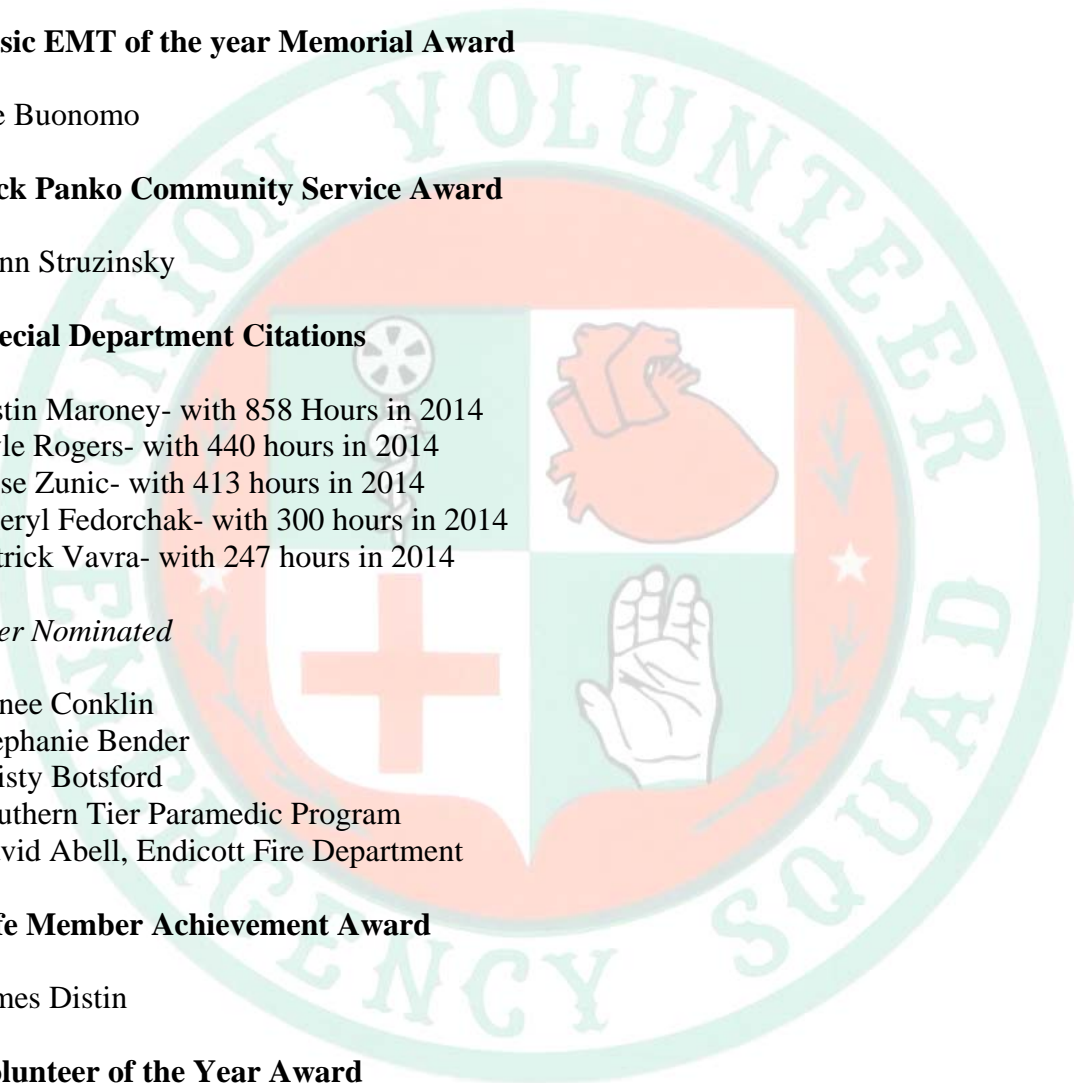 sic EMT of the year Memorial Award
e Buonomo
ck Panko Community Service Award
nn Struzinsky
ecial Department Citations
stin Maroney- with 858 Hours in 2014
le Rogers- with 440 hours in 2014
se Zunic- with 413 hours in 2014
eryl Fedorchak- with 300 hours in 2014
trick Vavra- with 247 hours in 2014
er Nominated
nee Conklin
ephanie Bender
isty Botsford
uthern Tier Paramedic Program
vid Abell, Endicott Fire Department
fe Member Achievement Award
mes Distin
olunteer of the Year Award
UNION VOLUNTEER
EMERGENCY SQUAD